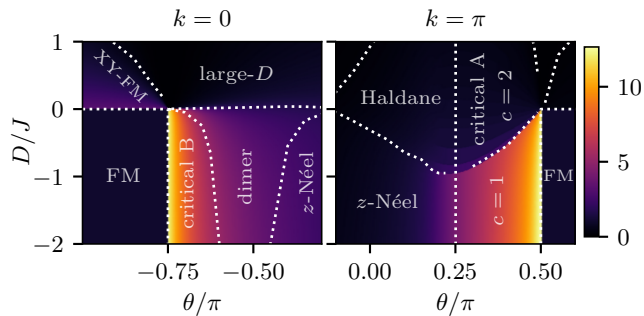 k = 0
k = π
1
0
−1
−2
D/J
XY-FM
large-D
FM
critical B
dimer
z-Néel
Haldane
critical A
c = 2
z-Néel
c = 1
FM
10
5
0
−0.75
−0.50
θ/π
0.00
0.25
0.50
θ/π